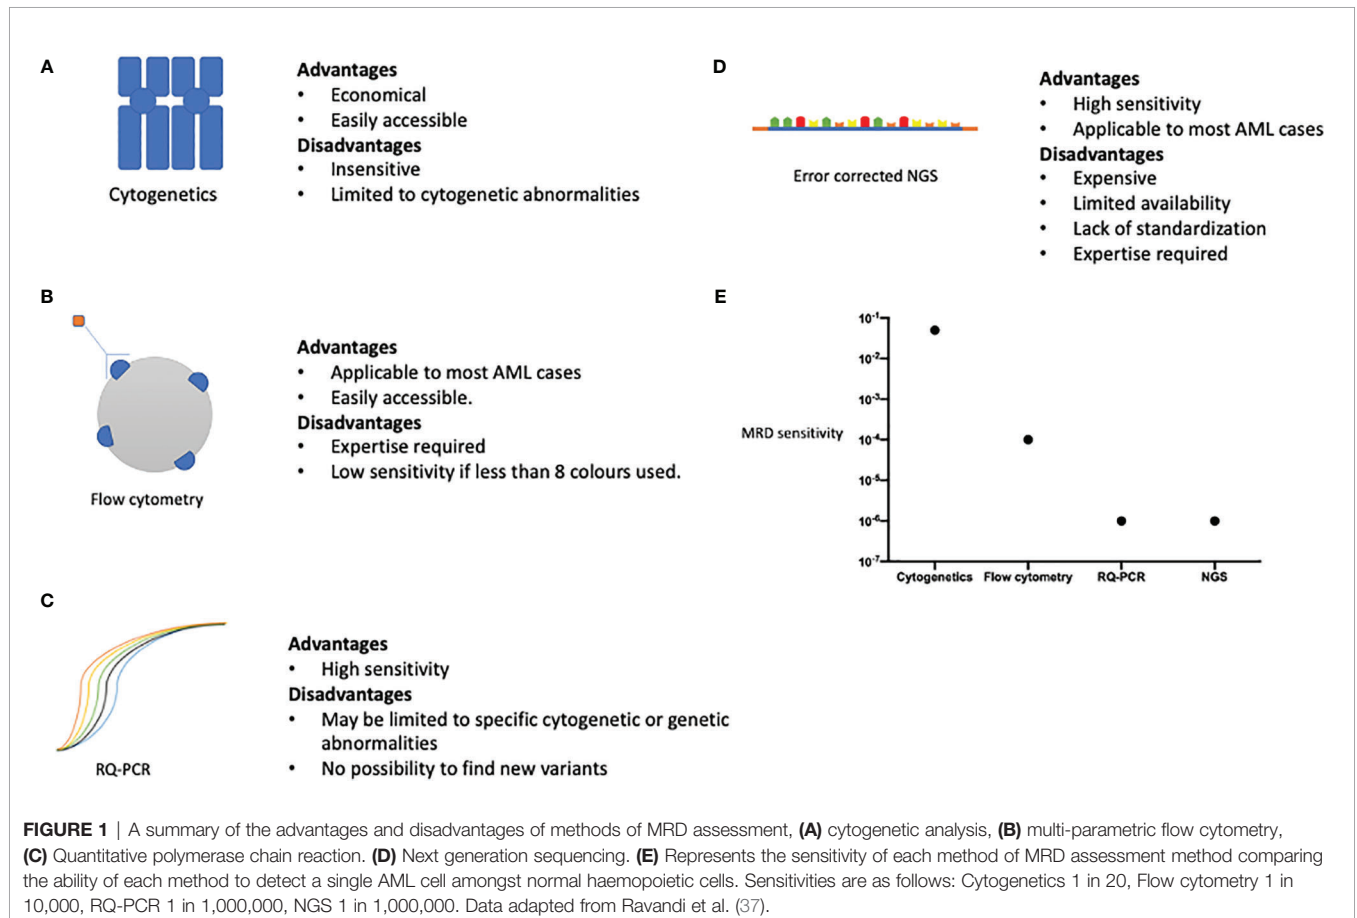 A
Cytogenetics
Advantages
• Economical
• Easily accessible
Disadvantages
• Insensitive
• Limited to cytogenetic abnormalities
D
Error corrected NGS
Advantages
• High sensitivity
• Applicable to most AML cases
Disadvantages
• Expensive
• Limited availability
• Lack of standardization
• Expertise required
B
Flow cytometry
Advantages
• Applicable to most AML cases
• Easily accessible.
Disadvantages
• Expertise required
• Low sensitivity if less than 8 colours used.
E
MRD sensitivity
10⁻¹
10⁻²
10⁻³
10⁻⁴
10⁻⁵
10⁻⁶
10⁻⁷
Cytogenetics Flow cytometry RQ-PCR NGS
C
RQ-PCR
Advantages
• High sensitivity
Disadvantages
• May be limited to specific cytogenetic or genetic
abnormalities
• No possibility to find new variants
FIGURE 1 | A summary of the advantages and disadvantages of methods of MRD assessment, (A) cytogenetic analysis, (B) multi-parametric flow cytometry,
(C) Quantitative polymerase chain reaction. (D) Next generation sequencing. (E) Represents the sensitivity of each method of MRD assessment method comparing
the ability of each method to detect a single AML cell amongst normal haemopoietic cells. Sensitivities are as follows: Cytogenetics 1 in 20, Flow cytometry 1 in
10,000, RQ-PCR 1 in 1,000,000, NGS 1 in 1,000,000. Data adapted from Ravandi et al. (37).